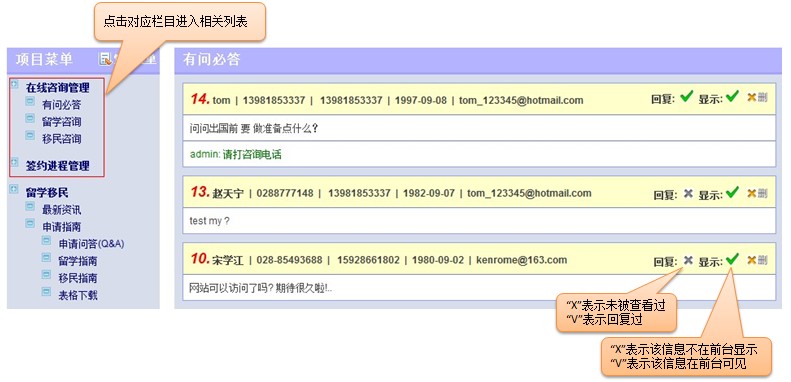 点击对应栏目进入相关列表
项目菜单
在线咨询管理
有问必答
留学咨询
移民咨询
签约进程管理
留学移民
最新资讯
申请指南
申请问答(Q&A)
留学指南
移民指南
表格下载
有问必答
14. tom | 13981853337 | 13981853337 | 1997-09-08 | tom_123345@hotmail.com 回复: 显示: 删
问问出国前 要 做准备点什么?
admin: 请打咨询电话
13. 赵天宁 | 0288777148 | 13981853337 | 1982-09-07 | tom_123345@hotmail.com 回复: 显示: 删
test my ?
10. 宋学江 | 028-85493688 | 15928661802 | 1980-09-02 | kenrome@163.com 回复: 显示: 删
网站可以访问了吗? 期待很久啦!..
“X”表示未被查看过
“V”表示回复过
“X”表示该信息不在前台显示
“V”表示该信息在前台可见